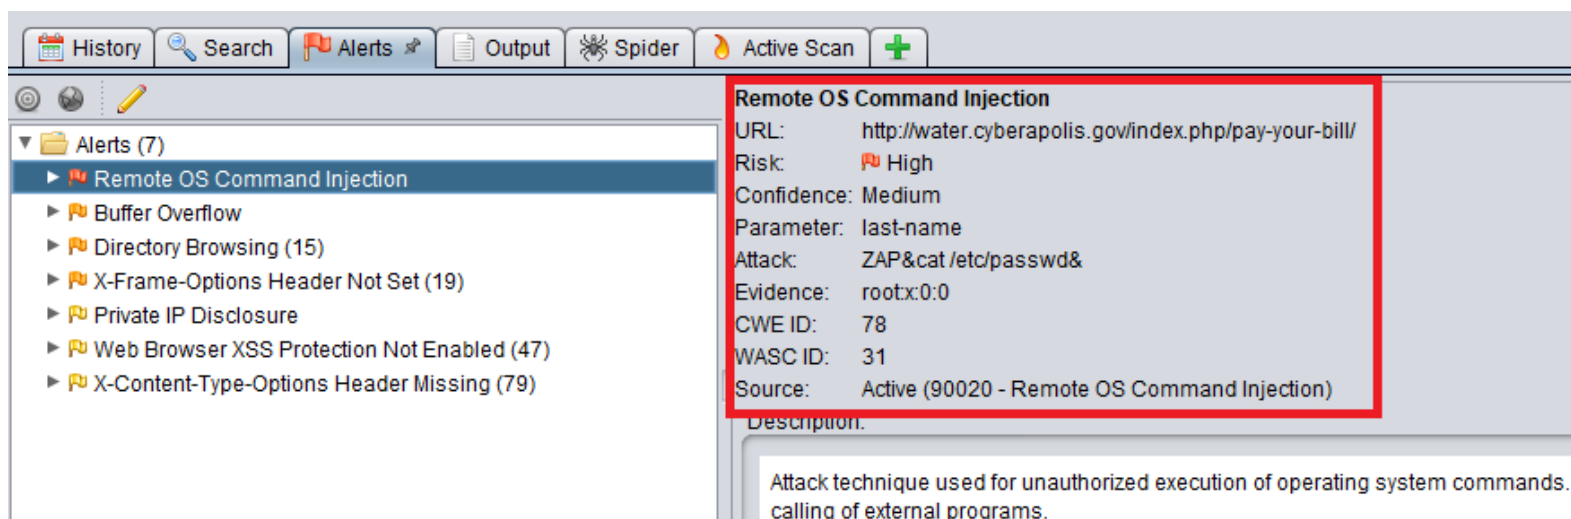 History Search Alerts Output Spider Active Scan
Alerts (7)
Remote OS Command Injection
Buffer Overflow
Directory Browsing (15)
X-Frame-Options Header Not Set (19)
Private IP Disclosure
Web Browser XSS Protection Not Enabled (47)
X-Content-Type-Options Header Missing (79)
Remote OS Command Injection
URL: http://water.cyberapolis.gov/index.php/pay-your-bill/
Risk: High
Confidence: Medium
Parameter: last-name
Attack: ZAP&cat /etc/passwd&
Evidence: root:x:0:0
CWE ID: 78
WASC ID: 31
Source: Active (90020 - Remote OS Command Injection)
Description:
Attack technique used for unauthorized execution of operating system commands.
calling of external programs.